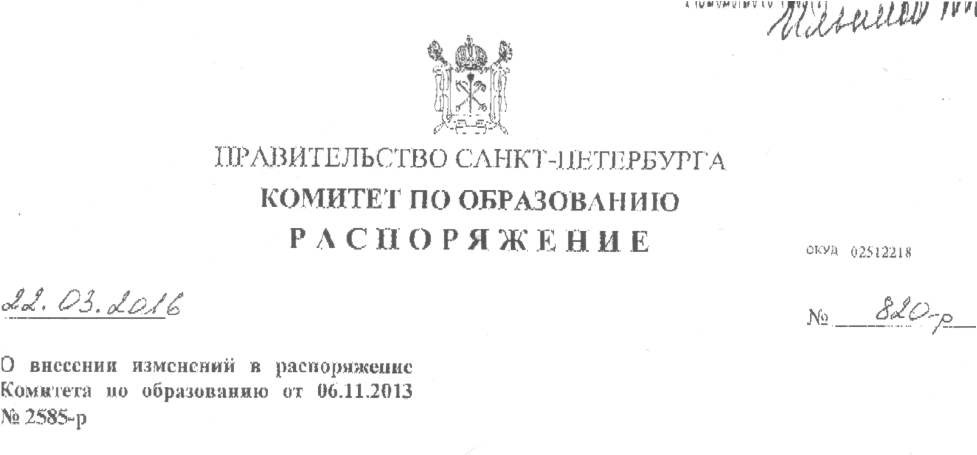 ПРАВИТЕЛЬСТВО САНКТ-ПЕТЕРБУРГА
КОМИТЕТ ПО ОБРАЗОВАНИЮ
РАСПОРЯЖЕНИЕ
ОКУД 02512218
22.03.2016
№ 820-р
О внесении изменений в распоряжение
Комитета по образованию от 06.11.2013
№ 2585-р